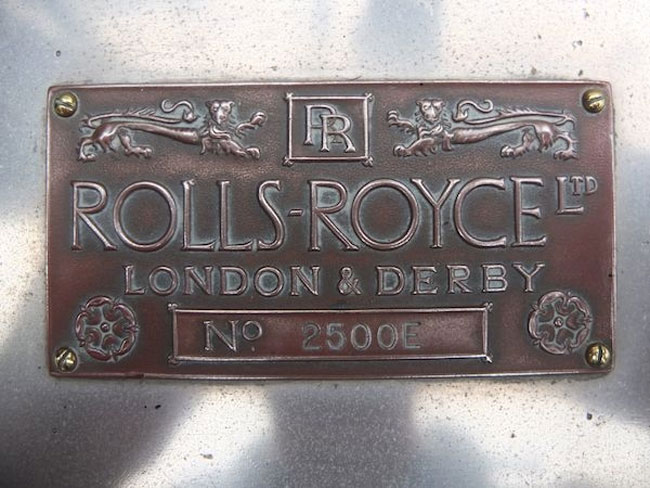 RR
ROLLS-ROYCE LTD
LONDON & DERBY
No 2500E